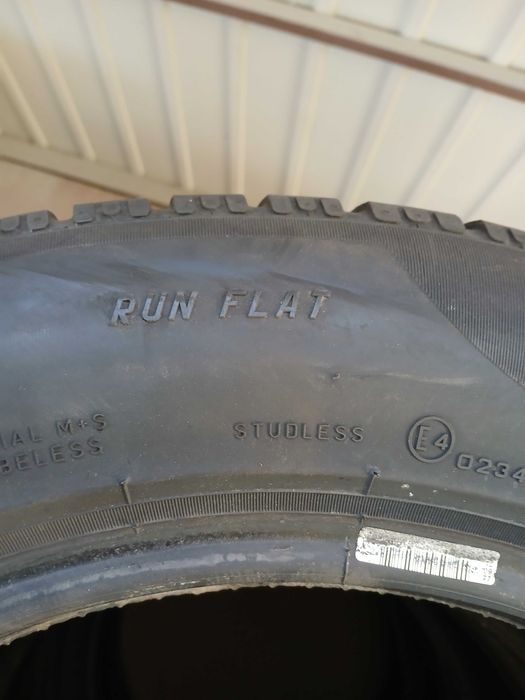 RUN FLAT
IAL M+S
BELESS
STUDLESS
E4
0234